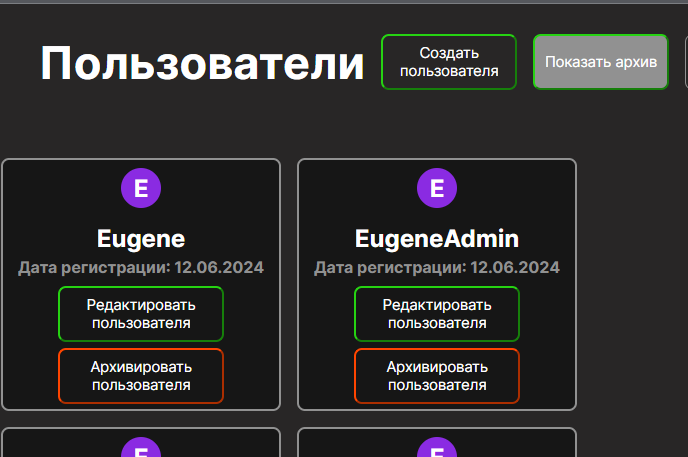 Пользователи
Создать
пользователя
Показать архив
E
Eugene
Дата регистрации: 12.06.2024
Редактировать
пользователя
Архивировать
пользователя
E
EugeneAdmin
Дата регистрации: 12.06.2024
Редактировать
пользователя
Архивировать
пользователя
E
E